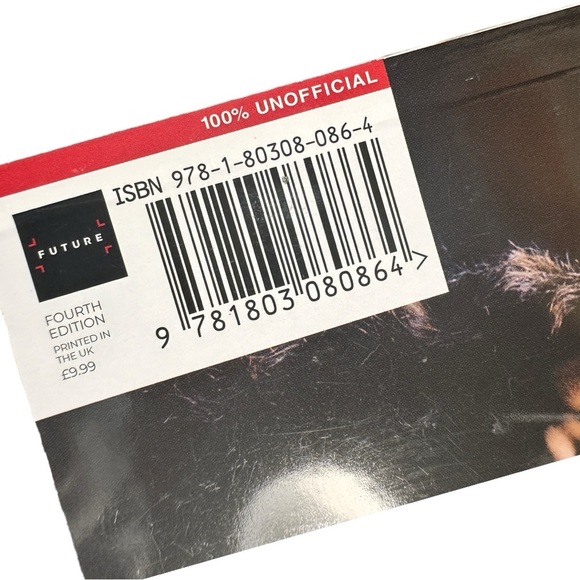 100% UNOFFICIAL
ISBN 978-1-80308-086-4
FUTURE
FOURTH
EDITION
PRINTED IN
THE UK
£9.99
9 781803 080864 >